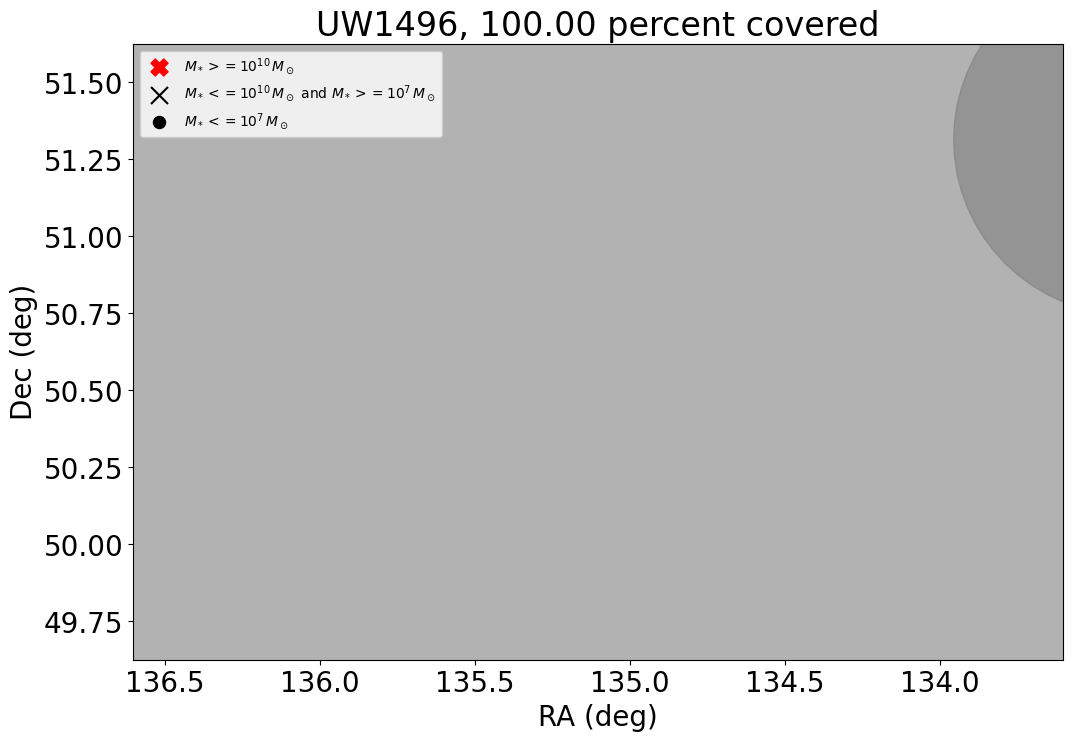 UW1496, 100.00 percent covered
M* >= 10^10 M⊙
M* <= 10^10 M⊙ and M* >= 10^7 M⊙
M* <= 10^7 M⊙
51.50
51.25
51.00
50.75
50.50
50.25
50.00
49.75
Dec (deg)
136.5 136.0 135.5 135.0 134.5 134.0
RA (deg)